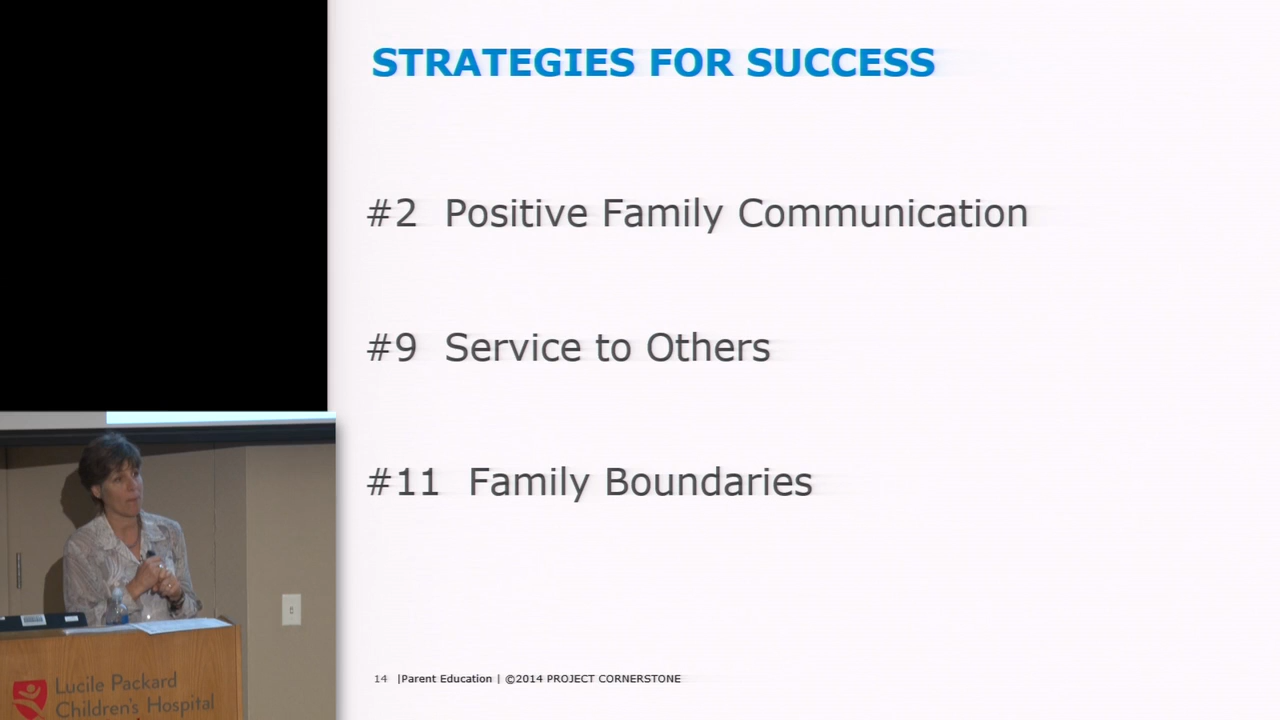 STRATEGIES FOR SUCCESS
#2 Positive Family Communication
#9 Service to Others
#11 Family Boundaries
14 |Parent Education | ©2014 PROJECT CORNERSTONE
Lucile Packard
Children's Hospital